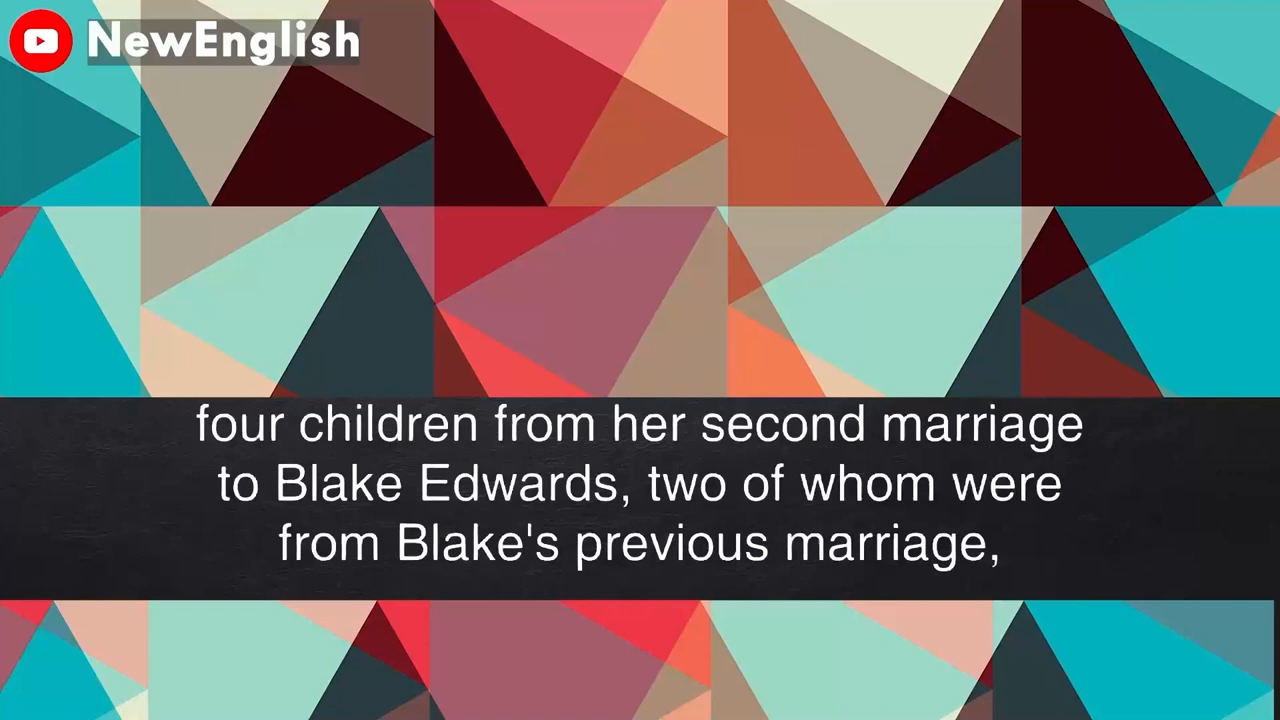 NewEnglish
four children from her second marriage
to Blake Edwards, two of whom were
from Blake's previous marriage,